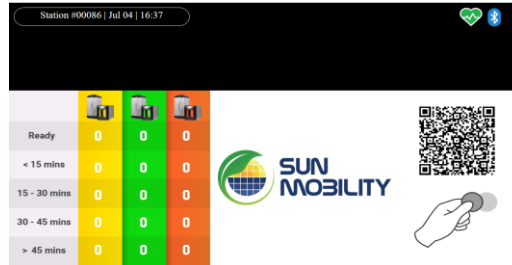 Station #00086 | Jul 04 | 16:37
Ready 0 0 0
< 15 mins 0 0 0
15 - 30 mins 0 0 0
30 - 45 mins 0 0 0
> 45 mins 0 0 0
SUN
MOBILITY